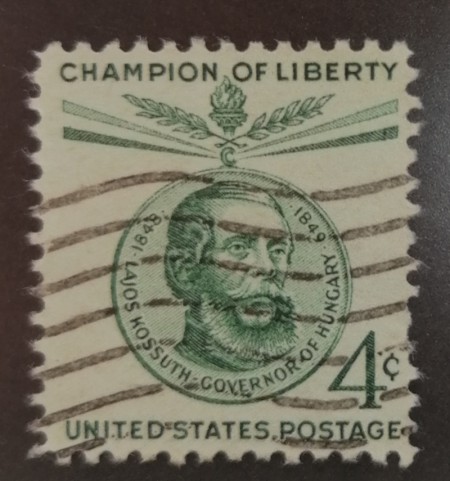 CHAMPION OF LIBERTY
1848 1849
LAJOS KOSSUTH · GOVERNOR OF HUNGARY
4¢
UNITED STATES POSTAGE